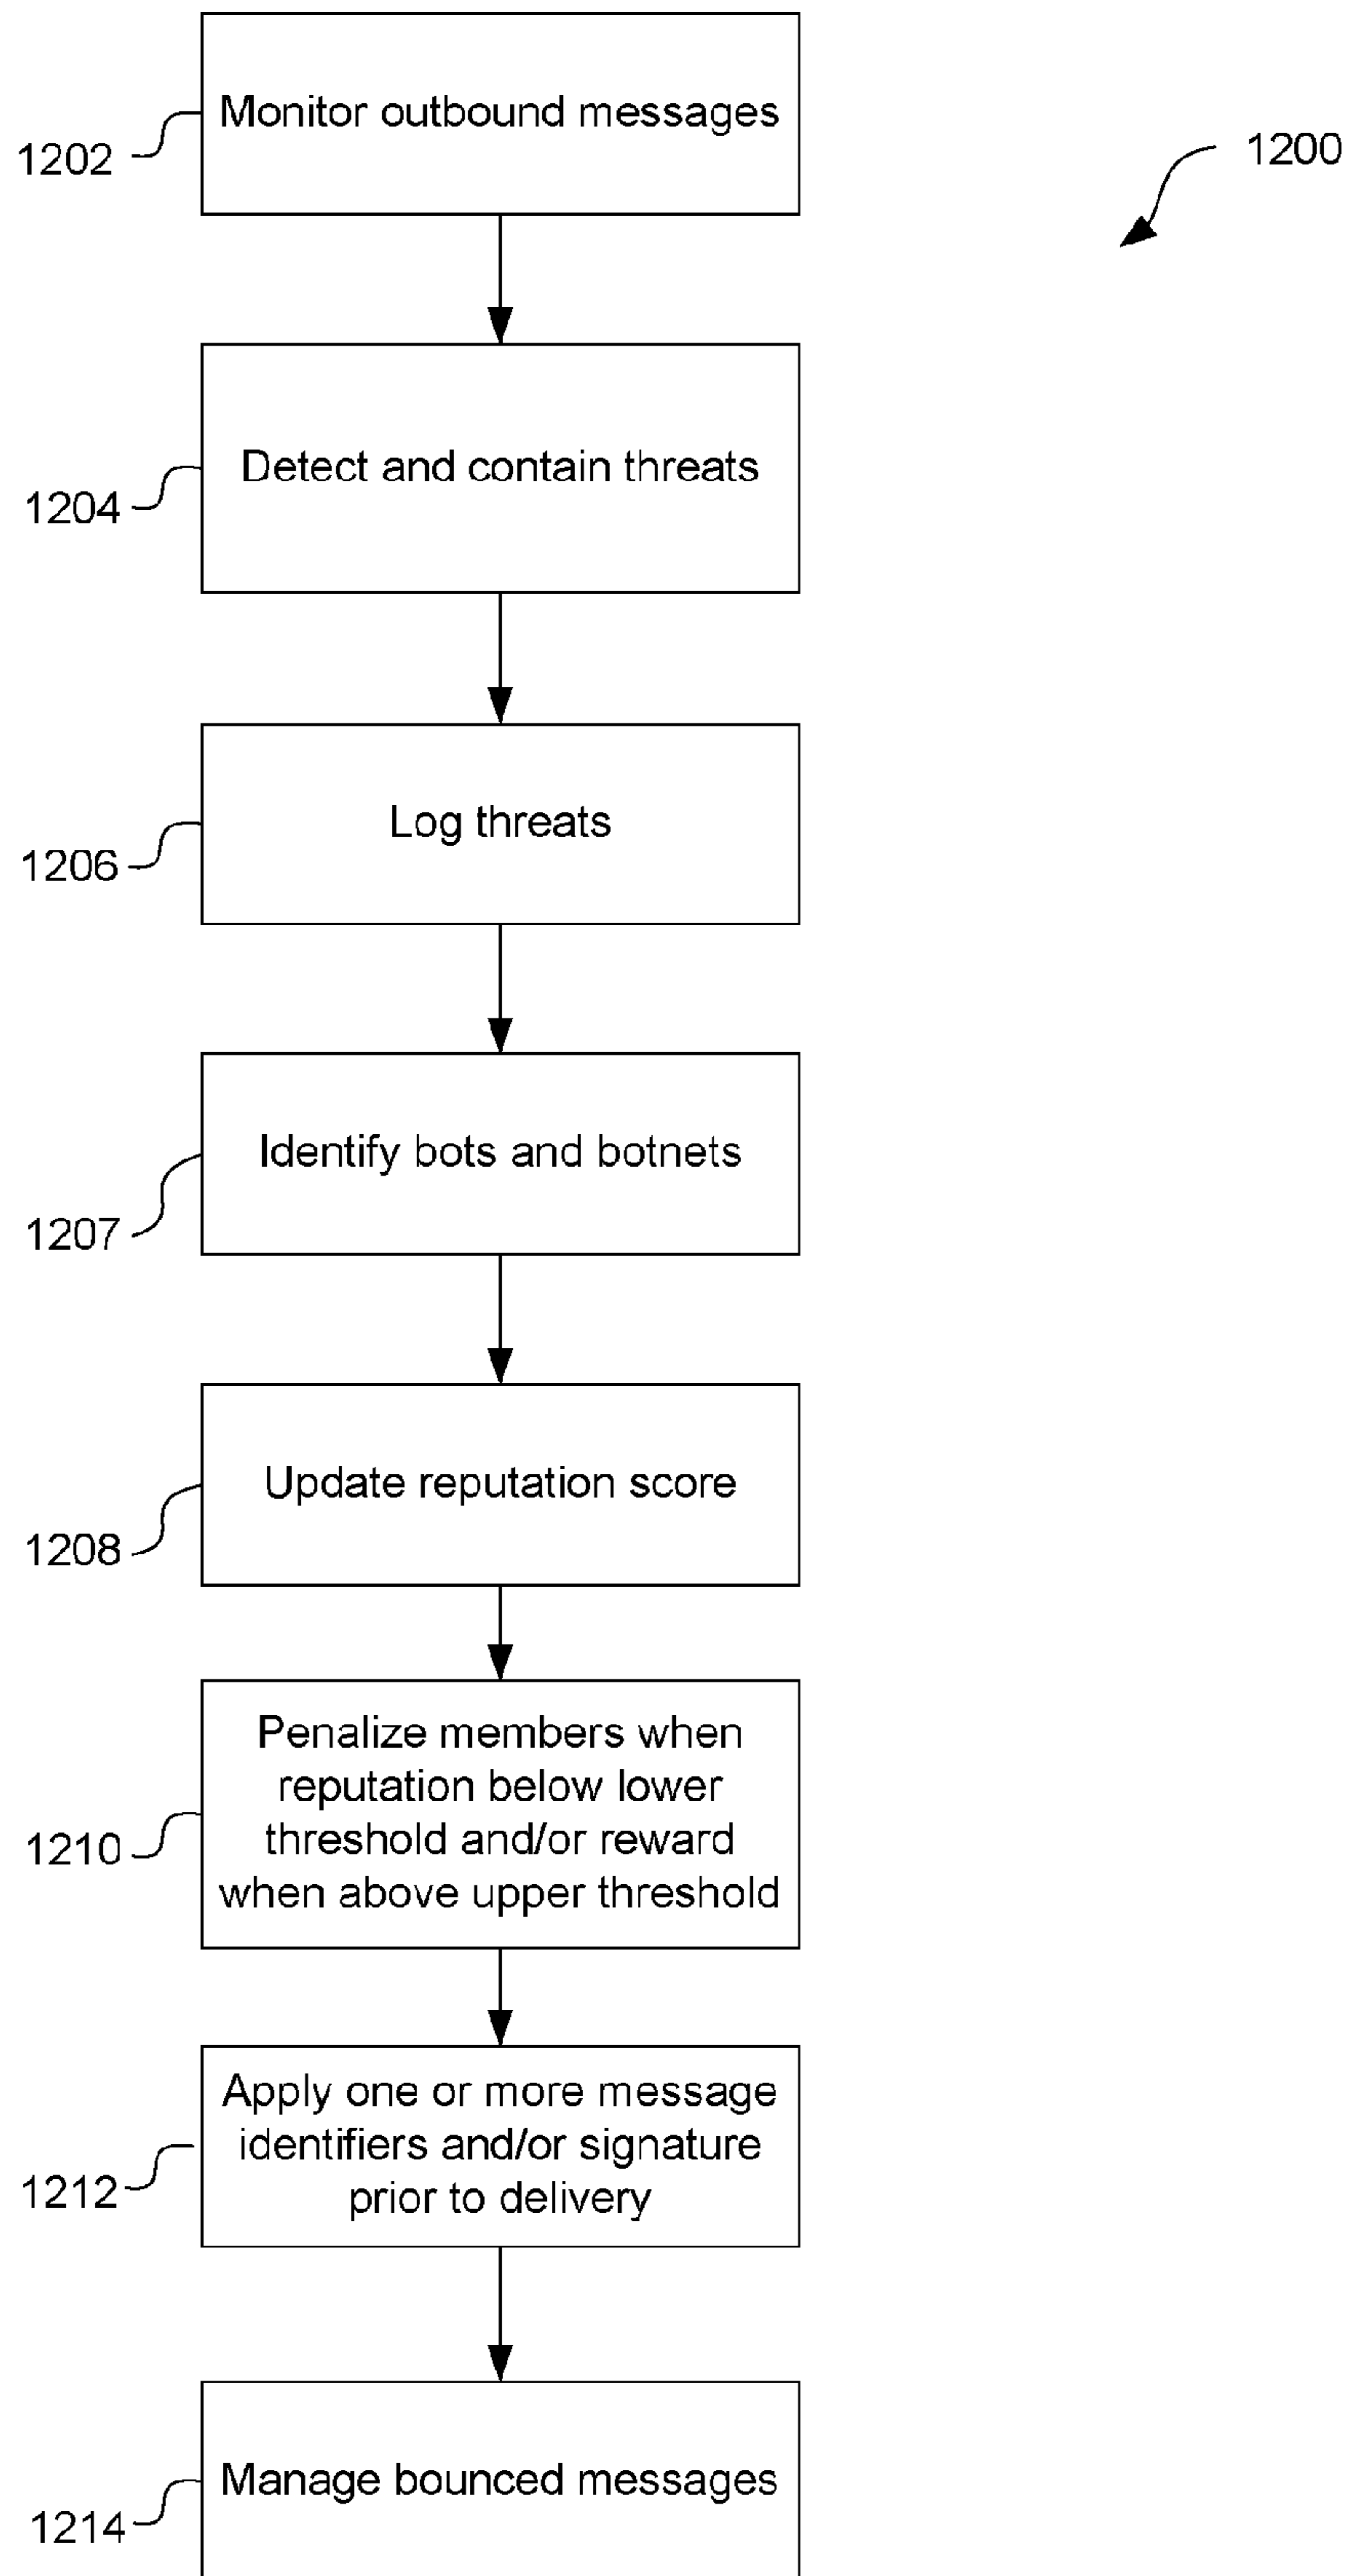 Monitor outbound messages
1202
1200
Detect and contain threats
1204
Log threats
1206
Identify bots and botnets
1207
Update reputation score
1208
Penalize members when
reputation below lower
threshold and/or reward
when above upper threshold
1210
Apply one or more message
identifiers and/or signature
prior to delivery
1212
Manage bounced messages
1214